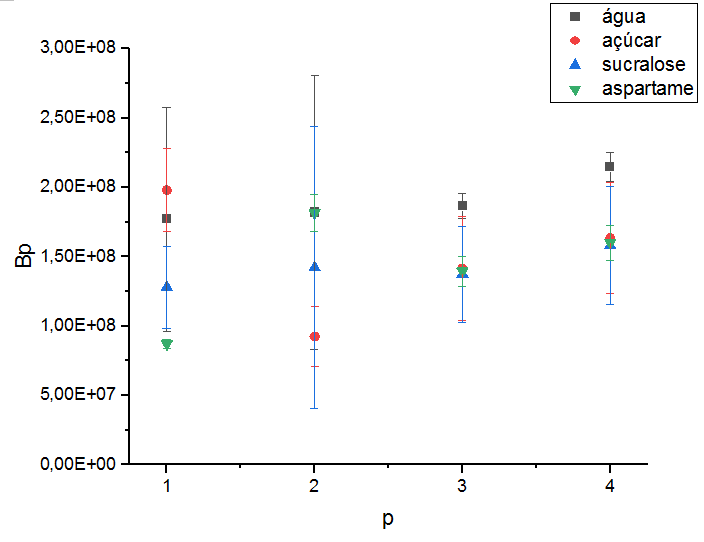 água
açúcar
sucralose
aspartame
3,00E+08
2,50E+08
2,00E+08
1,50E+08
1,00E+08
5,00E+07
0,00E+00
Bp
1 2 3 4
p